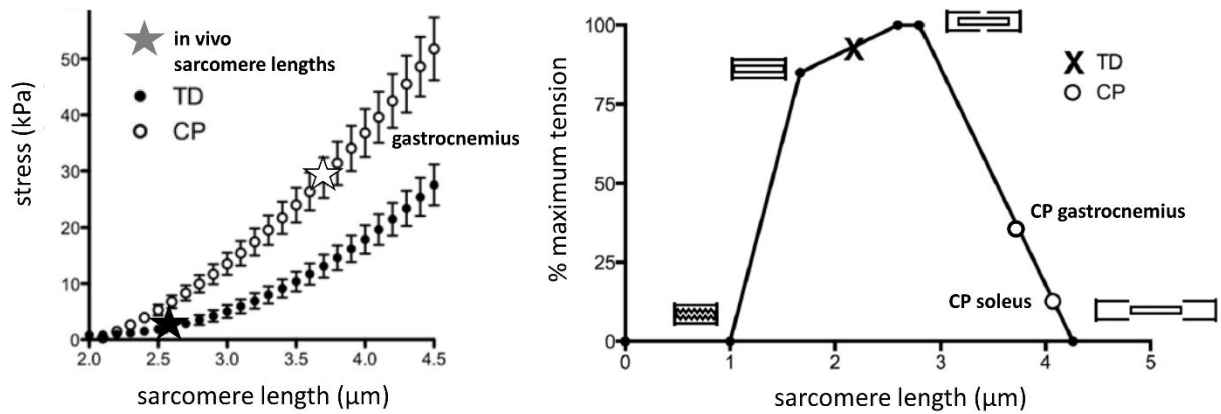 in vivo
sarcomere lengths
TD
CP
gastrocnemius
stress (kPa)
50
40
30
20
10
0
2.0 2.5 3.0 3.5 4.0 4.5
sarcomere length (μm)
% maximum tension
100
75
50
25
0
X TD
CP
CP gastrocnemius
CP soleus
0 1 2 3 4 5
sarcomere length (μm)